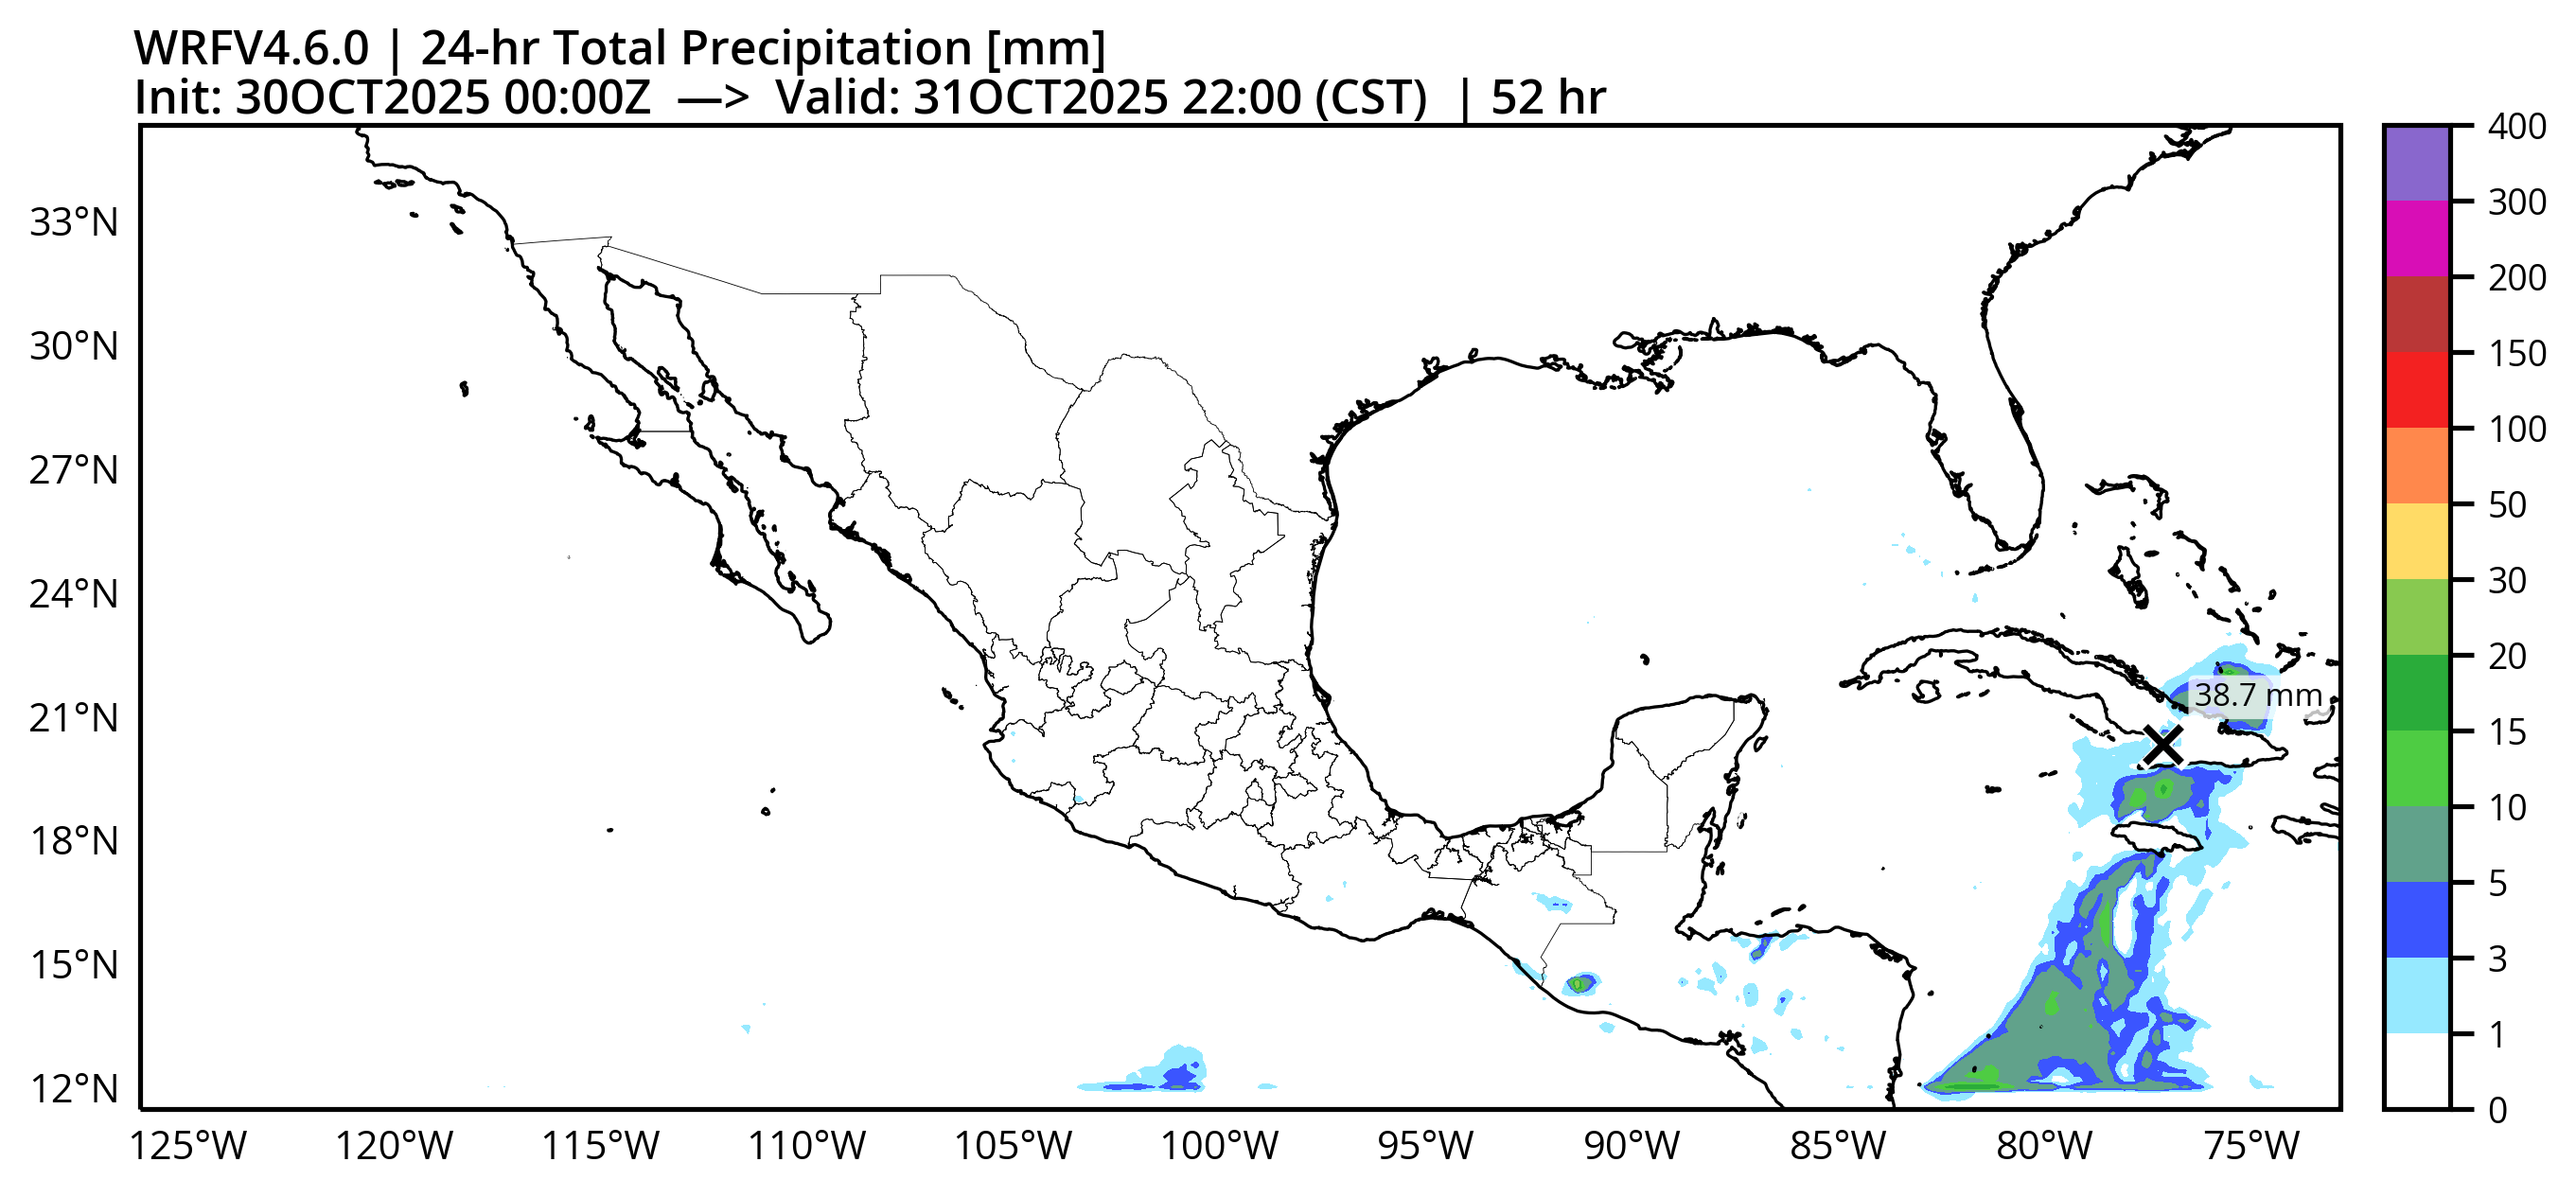 WRFV4.6.0 | 24-hr Total Precipitation [mm]
Init: 30OCT2025 00:00Z —> Valid: 31OCT2025 22:00 (CST) | 52 hr
33°N
30°N
27°N
24°N
21°N
18°N
15°N
12°N
38.7 mm
125°W 120°W 115°W 110°W 105°W 100°W 95°W 90°W 85°W 80°W 75°W
400
300
200
150
100
50
30
20
15
10
5
3
1
0